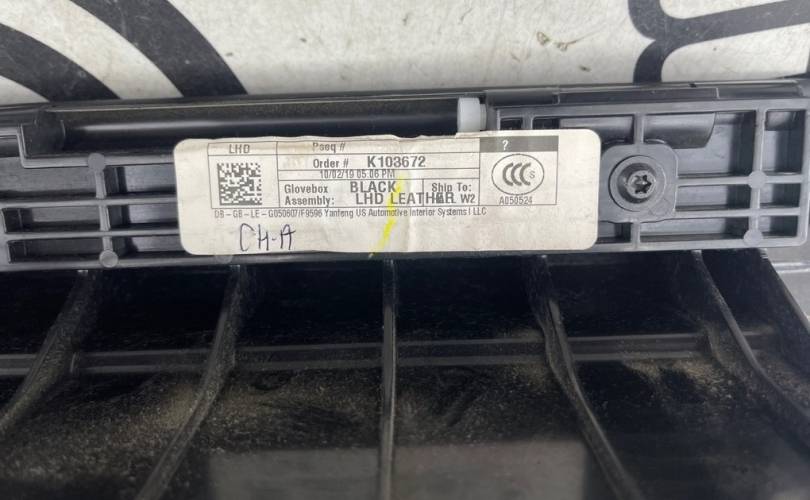 LHD Pseq # ?
Order # K103672
10/02/19 05:06 PM
Glovebox BLACK Ship To:
Assembly: LHD LEATHER W2
CCC S
A050524
DB-GB-LE-G050607/F9596 Yanfeng US Automotive Interior Systems I LLC
CH-A